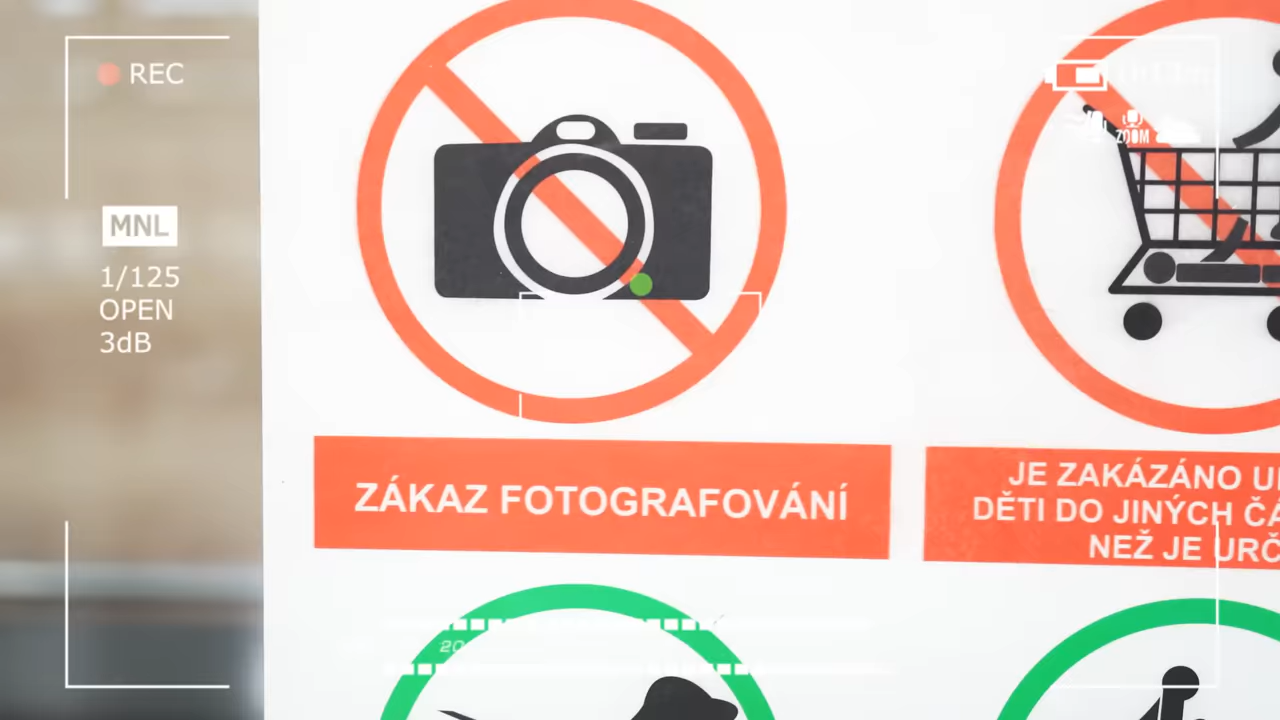 REC
ZOOM
MNL
1/125
OPEN
3dB
ZÁKAZ FOTOGRAFOVÁNÍ
JE ZAKÁZÁNO
DĚTI DO JINÝCH
NEŽ JE